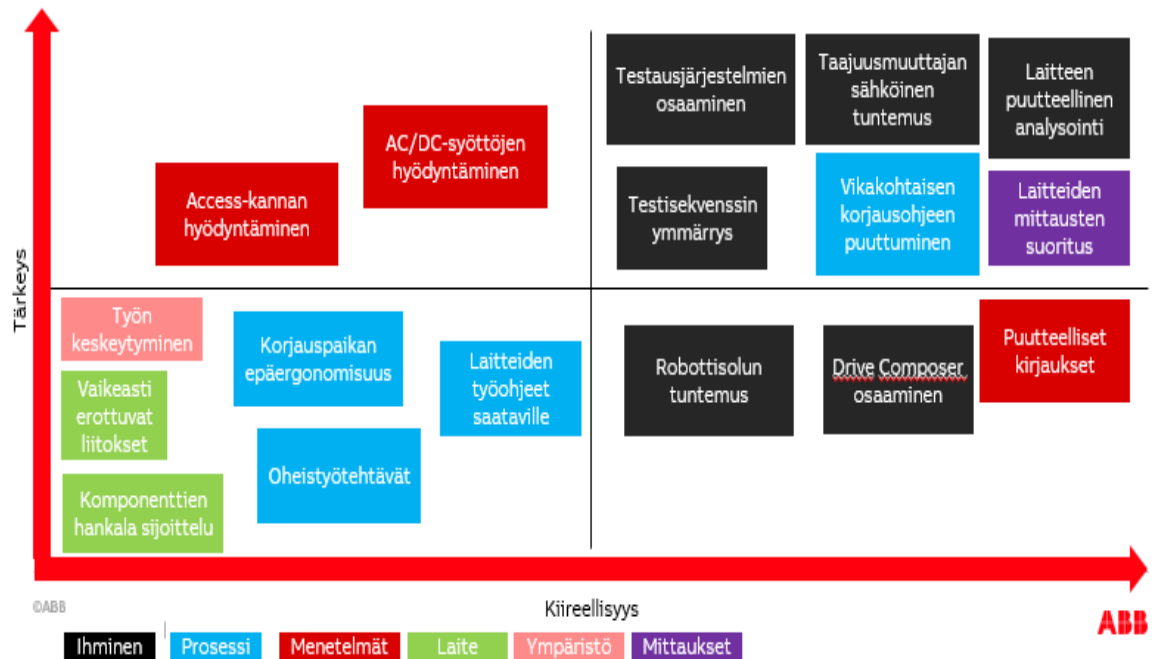 Tärkeys
Testausjärjestelmien
osaaminen
Taajuusmuuttajan
sähköinen
tuntemus
Laitteen
puutteellinen
analysointi
AC/DC-syöttöjen
hyödyntäminen
Access-kannan
hyödyntäminen
Testisekvenssin
ymmärrys
Vikakohtaisen
korjausohjeen
puuttuminen
Laitteiden
mittausten
suoritus
Työn
keskeytyminen
Korjauspaikan
epäergonomisuus
Laitteiden
työohjeet
saataville
Robottisolun
tuntemus
Drive Composer
osaaminen
Puutteelliset
kirjaukset
Vaikeasti
erottuvat
liitokset
Oheistyötehtävät
Komponenttien
hankala sijoittelu
©ABB
Kiireellisyys
ABB
Ihminen
Prosessi
Menetelmät
Laite
Ympäristö
Mittaukset